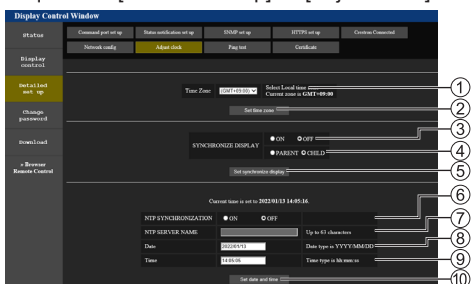 Display Control Window
Status
Display
control
Detailed
set up
Change
password
Download
» Browser
Remote Control
Command port set up
Status notification set up
SNMP set up
HTTPS set up
Crestron Connected
Network config
Adjust clock
Ping test
Certificate
Time Zone
(GMT+09:00)
Select Local time
Current zone is GMT+09:00
Set time zone
SYNCHRONIZE DISPLAY
ON OFF
PARENT CHILD
Set synchronize display
Current time is set to 2022/01/13 14:05:16.
NTP SYNCHRONIZATION ON OFF
NTP SERVER NAME Up to 63 characters
Date 2022/01/13 Date type is YYYY/MM/DD
Time 14:05:05 Time type is hh:mm:ss
Set date and time
1
2
3
4
5
6
7
8
9
10